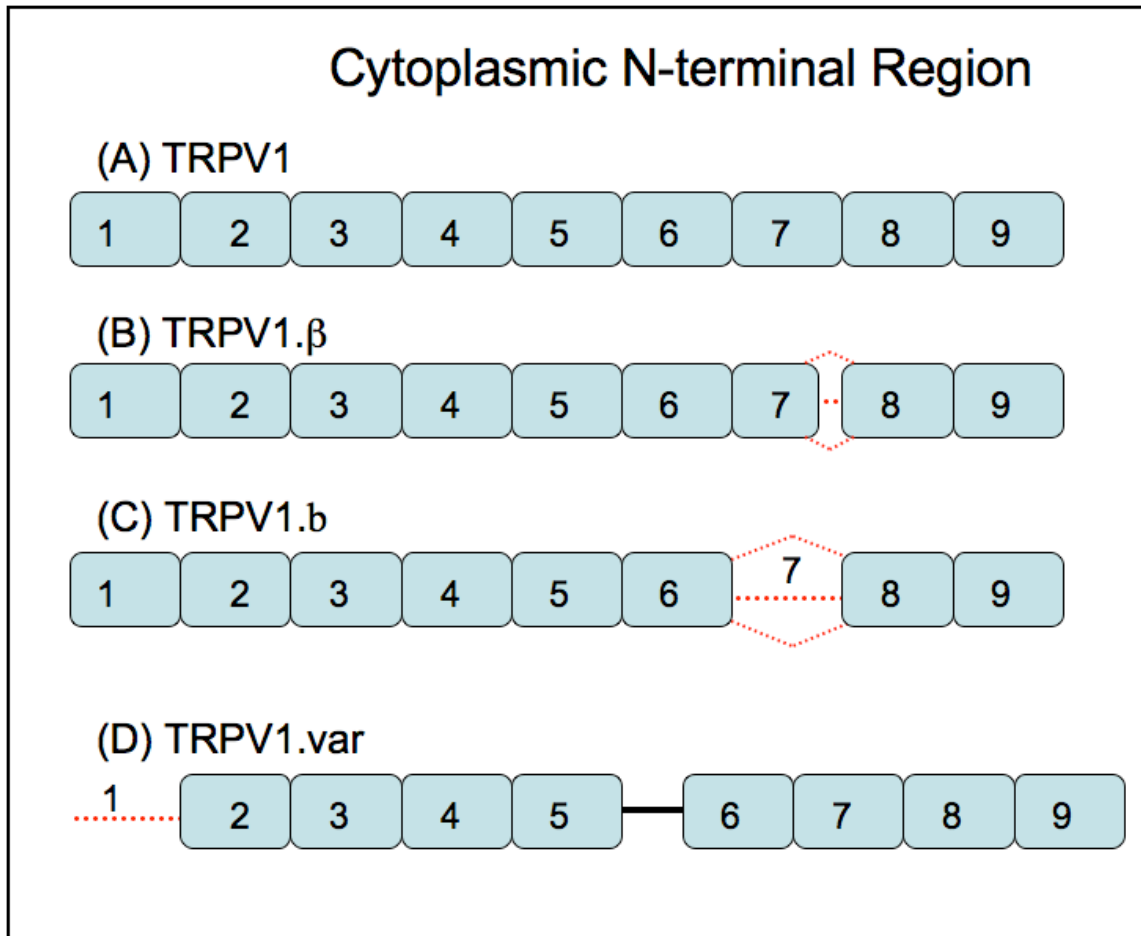 Cytoplasmic N-terminal Region
(A) TRPV1
1 2 3 4 5 6 7 8 9
(B) TRPV1.β
1 2 3 4 5 6 7 8 9
(C) TRPV1.b
1 2 3 4 5 6 7 8 9
(D) TRPV1.var
1 2 3 4 5 6 7 8 9